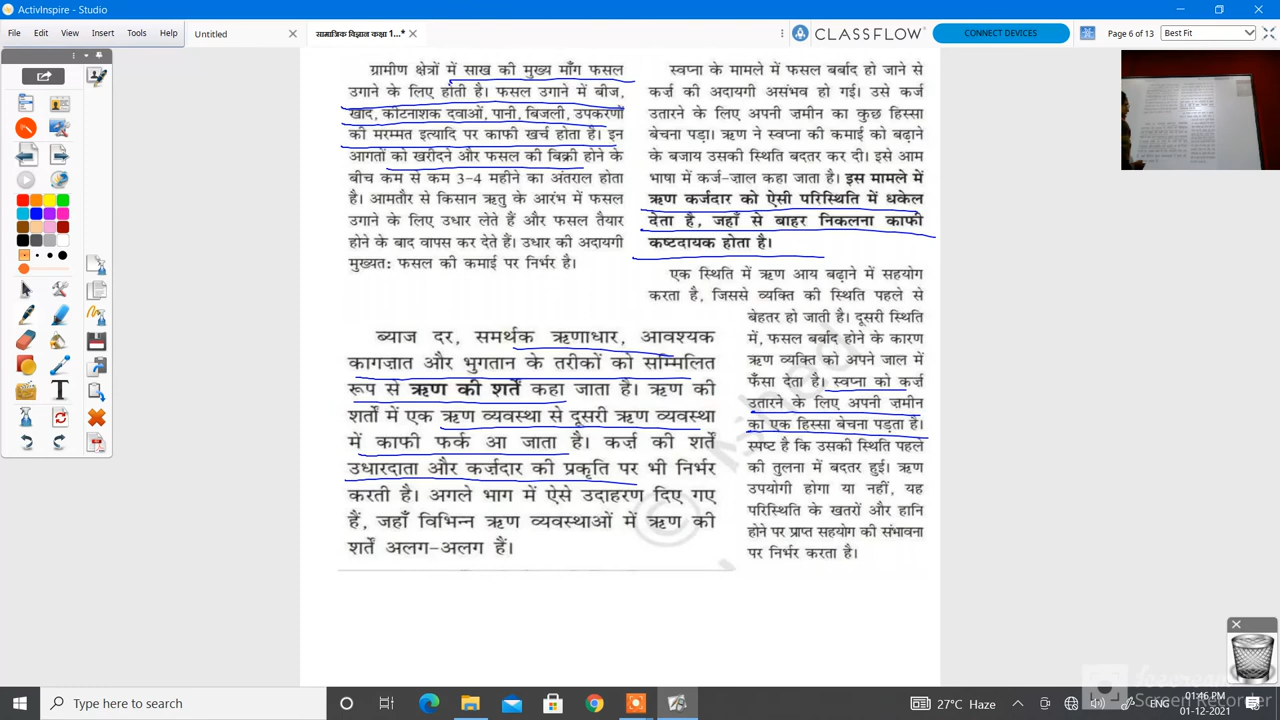 ActivInspire - Studio
File Edit View Insert Tools Help
Untitled
सामाजिक विज्ञान कक्षा 1...*
CLASSFLOW
CONNECT DEVICES
Page 6 of 13
Best Fit
ग्रामीण क्षेत्रों में साख की मुख्य माँग फसल
उगाने के लिए होती है। फसल उगाने में बीज,
खाद, कीटनाशक दवाओं, पानी, बिजली, उपकरणों
की मरम्मत इत्यादि पर काफी खर्च होता है। इन
आगतों को खरीदने और फसल की बिक्री होने के
बीच कम से कम 3-4 महीने का अंतराल होता
है। आमतौर से किसान ऋतु के आरंभ में फसल
उगाने के लिए उधार लेते हैं और फसल तैयार
होने के बाद वापस कर देते हैं। उधार की अदायगी
मुख्यत: फसल की कमाई पर निर्भर है।
ब्याज दर, समर्थक ऋणाधार, आवश्यक
कागज़ात और भुगतान के तरीकों को सम्मिलित
रूप से ऋण की शर्तें कहा जाता है। ऋण की
शर्तों में एक ऋण व्यवस्था से दूसरी ऋण व्यवस्था
में काफी फर्क आ जाता है। कर्ज़ की शर्तें
उधारदाता और कर्ज़दार की प्रकृति पर भी निर्भर
करती है। अगले भाग में ऐसे उदाहरण दिए गए
हैं, जहाँ विभिन्न ऋण व्यवस्थाओं में ऋण की
शर्तें अलग-अलग हैं।
स्वप्ना के मामले में फसल बर्बाद हो जाने से
कर्ज़ की अदायगी असंभव हो गई। उसे कर्ज
उतारने के लिए अपनी ज़मीन का कुछ हिस्सा
बेचना पड़ा। ऋण ने स्वप्ना की कमाई को बढ़ाने
के बजाय उसकी स्थिति बदतर कर दी। इसे आम
भाषा में कर्ज-ज़ाल कहा जाता है। इस मामले में
ऋण कर्जदार को ऐसी परिस्थिति में धकेल
देता है, जहाँ से बाहर निकलना काफी
कष्टदायक होता है।
एक स्थिति में ऋण आय बढ़ाने में सहयोग
करता है, जिससे व्यक्ति की स्थिति पहले से
बेहतर हो जाती है। दूसरी स्थिति
में, फसल बर्बाद होने के कारण
ऋण व्यक्ति को अपने जाल में
फँसा देता है। स्वप्ना को कर्ज़
उतारने के लिए अपनी ज़मीन
का एक हिस्सा बेचना पड़ता है।
स्पष्ट है कि उसकी स्थिति पहले
की तुलना में बदतर हुई। ऋण
उपयोगी होगा या नहीं, यह
परिस्थिति के खतरों और हानि
होने पर प्राप्त सहयोग की संभावना
पर निर्भर करता है।
Type here to search
27°C Haze
ENG
01:46 PM
01-12-2021
Screen Recorder